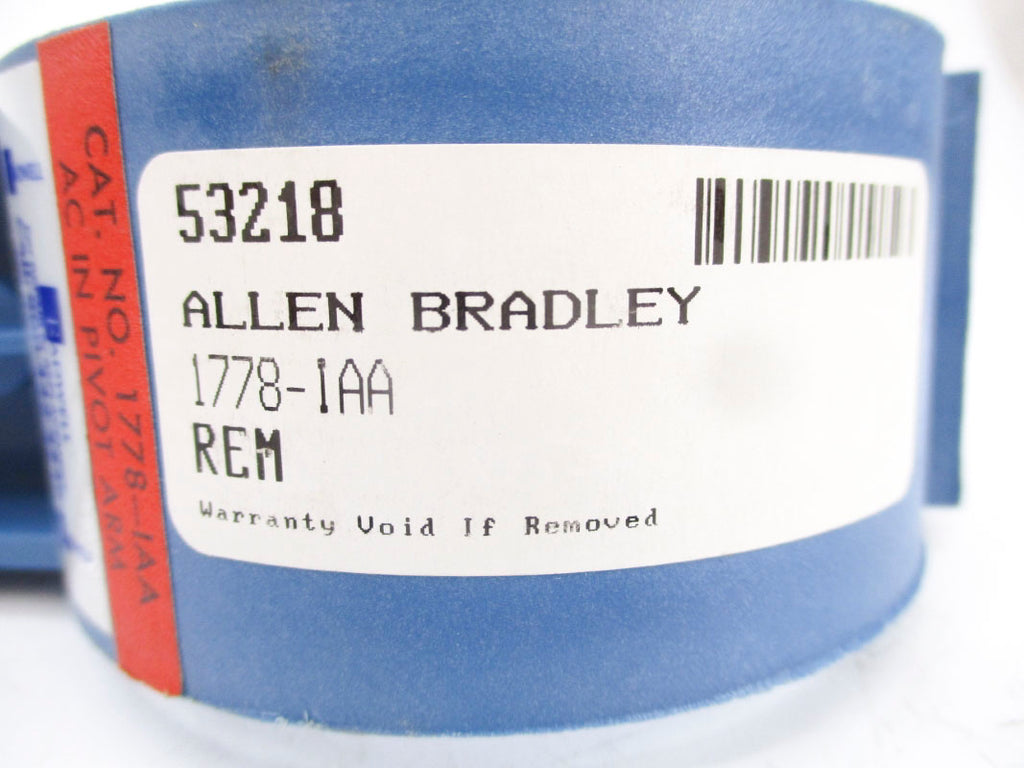 53218
ALLEN BRADLEY
1778-IAA
REM
Warranty Void If Removed
CAT. NO. 1778-IAA
AC IN PIVOT ARM